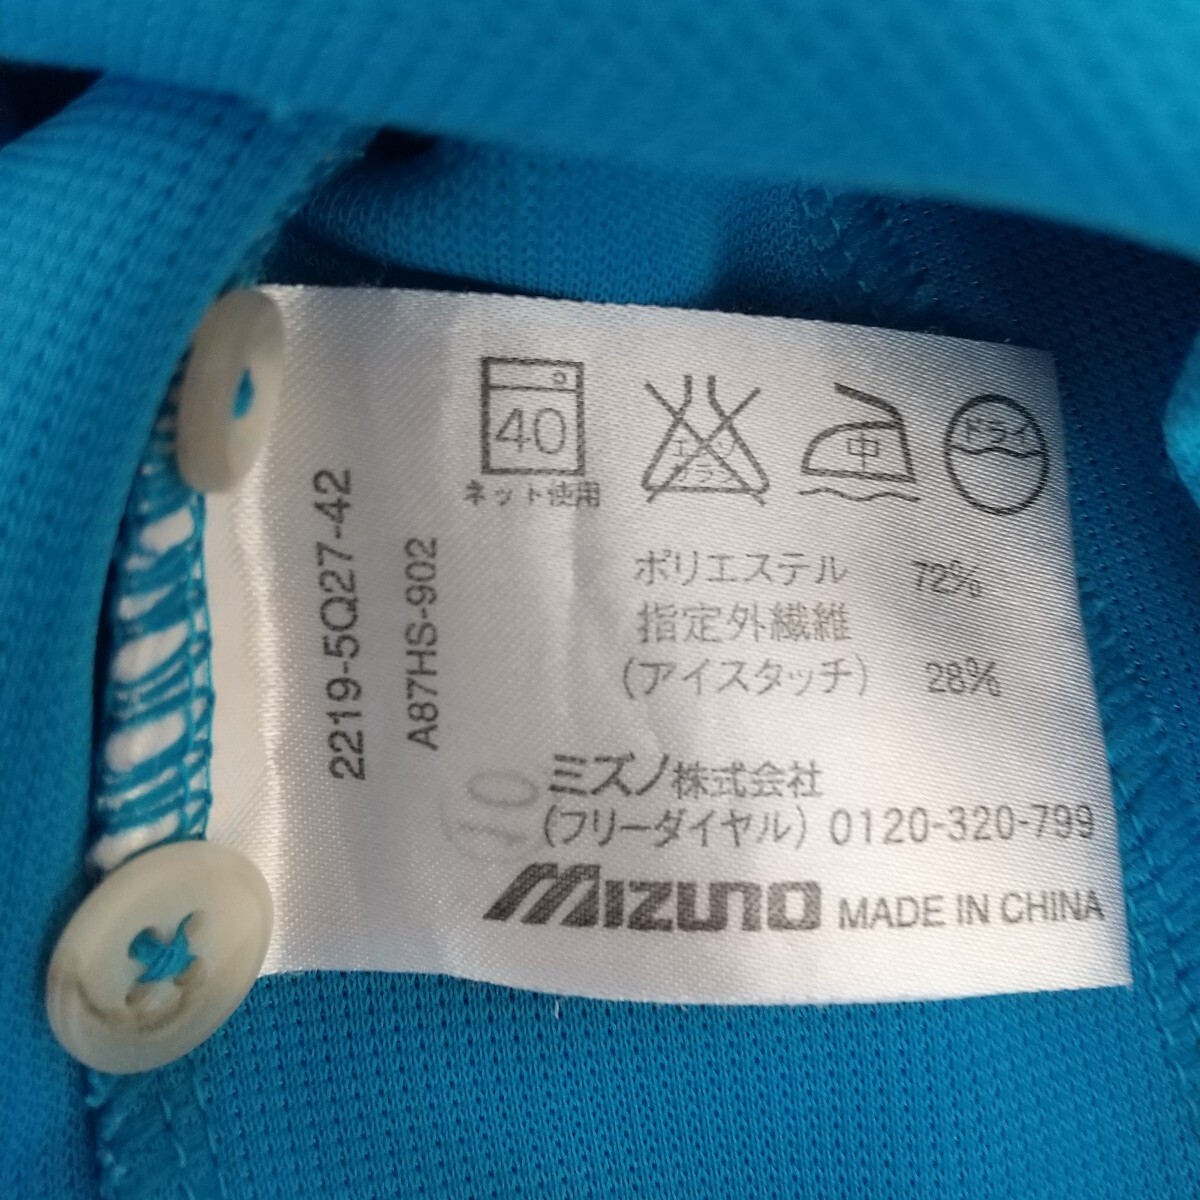 40
ネット使用
エンソ
サラシ
中
ドライ
ポリエステル 72%
指定外繊維
(アイスタッチ) 28%
ミズノ株式会社
(フリーダイヤル) 0120-320-799
MIZUNO MADE IN CHINA
2219-5Q27-42
A87HS-902